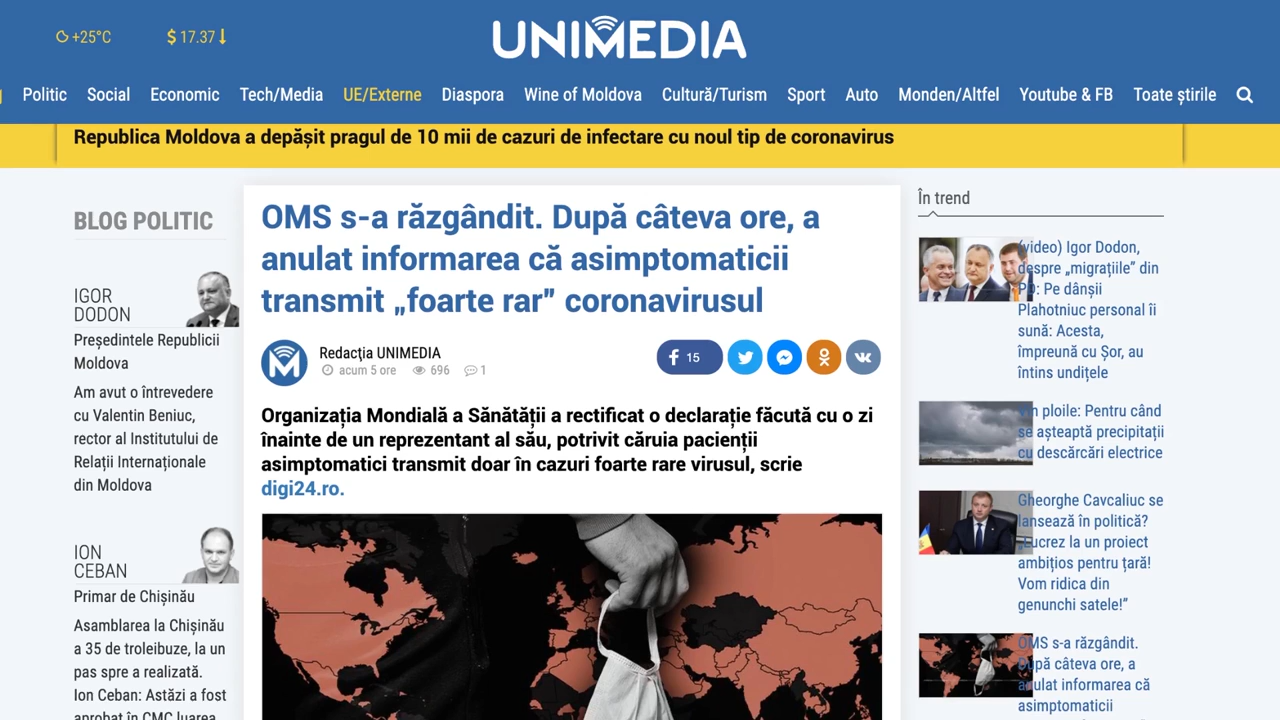 +25°C
$ 17.37
UNIMEDIA
Politic
Social
Economic
Tech/Media
UE/Externe
Diaspora
Wine of Moldova
Cultură/Turism
Sport
Auto
Monden/Altfel
Youtube & FB
Toate știrile
Republica Moldova a depășit pragul de 10 mii de cazuri de infectare cu noul tip de coronavirus
BLOG POLITIC
IGOR
DODON
Președintele Republicii
Moldova
Am avut o întrevedere
cu Valentin Beniuc,
rector al Institutului de
Relații Internaționale
din Moldova
ION
CEBAN
Primar de Chișinău
Asamblarea la Chișinău
a 35 de troleibuze, la un
pas spre a realizată.
Ion Ceban: Astăzi a fost
aprobat în CMC luarea
OMS s-a răzgândit. După câteva ore, a
anulat informarea că asimptomaticii
transmit „foarte rar” coronavirusul
Redacția UNIMEDIA
acum 5 ore
696
1
15
Organizația Mondială a Sănătății a rectificat o declarație făcută cu o zi
înainte de un reprezentant al său, potrivit căruia pacienții
asimptomatici transmit doar în cazuri foarte rare virusul, scrie
digi24.ro.
În trend
(video) Igor Dodon,
despre „migrațiile” din
PD: Pe dânșii
Plahotniuc personal îi
sună: Acesta,
împreună cu Șor, au
întins undițele
Vin ploile: Pentru când
se așteaptă precipitații
cu descărcări electrice
Gheorghe Cavcaliuc se
lansează în politică?
„Lucrez la un proiect
ambițios pentru țară!
Vom ridica din
genunchi satele!”
OMS s-a răzgândit.
După câteva ore, a
anulat informarea că
asimptomaticii